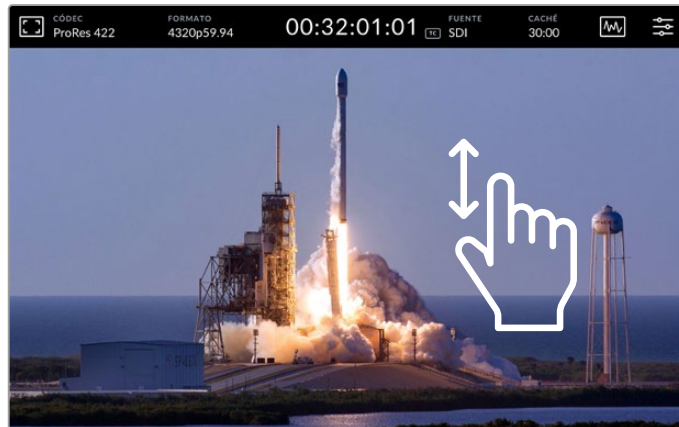 CÓDEC
ProRes 422
FORMATO
4320p59.94
00:32:01:01
TC
FUENTE
SDI
CACHÉ
30:00